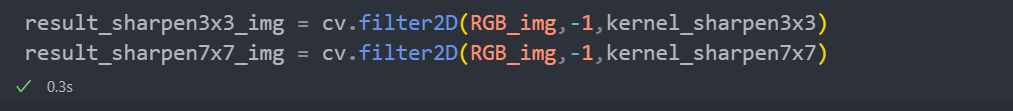 result_sharpen3x3_img = cv.filter2D(RGB_img,-1,kernel_sharpen3x3)
result_sharpen7x7_img = cv.filter2D(RGB_img,-1,kernel_sharpen7x7)
✓ 0.3s